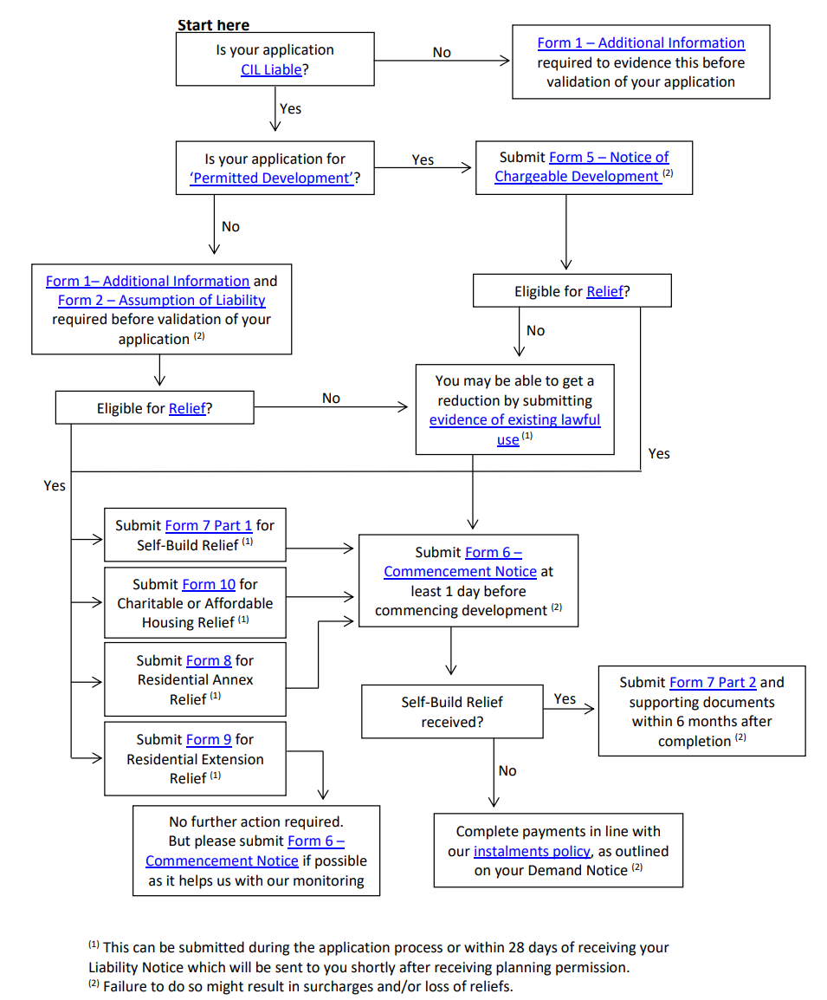 Start here
Is your application
CIL Liable?
No
Form 1 – Additional Information
required to evidence this before
validation of your application
Yes
Is your application for
‘Permitted Development’?
Yes
Submit Form 5 – Notice of
Chargeable Development (2)
No
Form 1– Additional Information and
Form 2 – Assumption of Liability
required before validation of your
application (2)
Eligible for Relief?
No
Eligible for Relief?
No
You may be able to get a
reduction by submitting
evidence of existing lawful
use (1)
Yes
Yes
Submit Form 7 Part 1 for
Self-Build Relief (1)
Submit Form 10 for
Charitable or Affordable
Housing Relief (1)
Submit Form 8 for
Residential Annex
Relief (1)
Submit Form 9 for
Residential Extension
Relief (1)
Submit Form 6 –
Commencement Notice at
least 1 day before
commencing development (2)
Self-Build Relief
received?
Yes
Submit Form 7 Part 2 and
supporting documents
within 6 months after
completion (2)
No
No further action required.
But please submit Form 6 –
Commencement Notice if possible
as it helps us with our monitoring
Complete payments in line with
our instalments policy, as outlined
on your Demand Notice (2)
(1) This can be submitted during the application process or within 28 days of receiving your
Liability Notice which will be sent to you shortly after receiving planning permission.
(2) Failure to do so might result in surcharges and/or loss of reliefs.